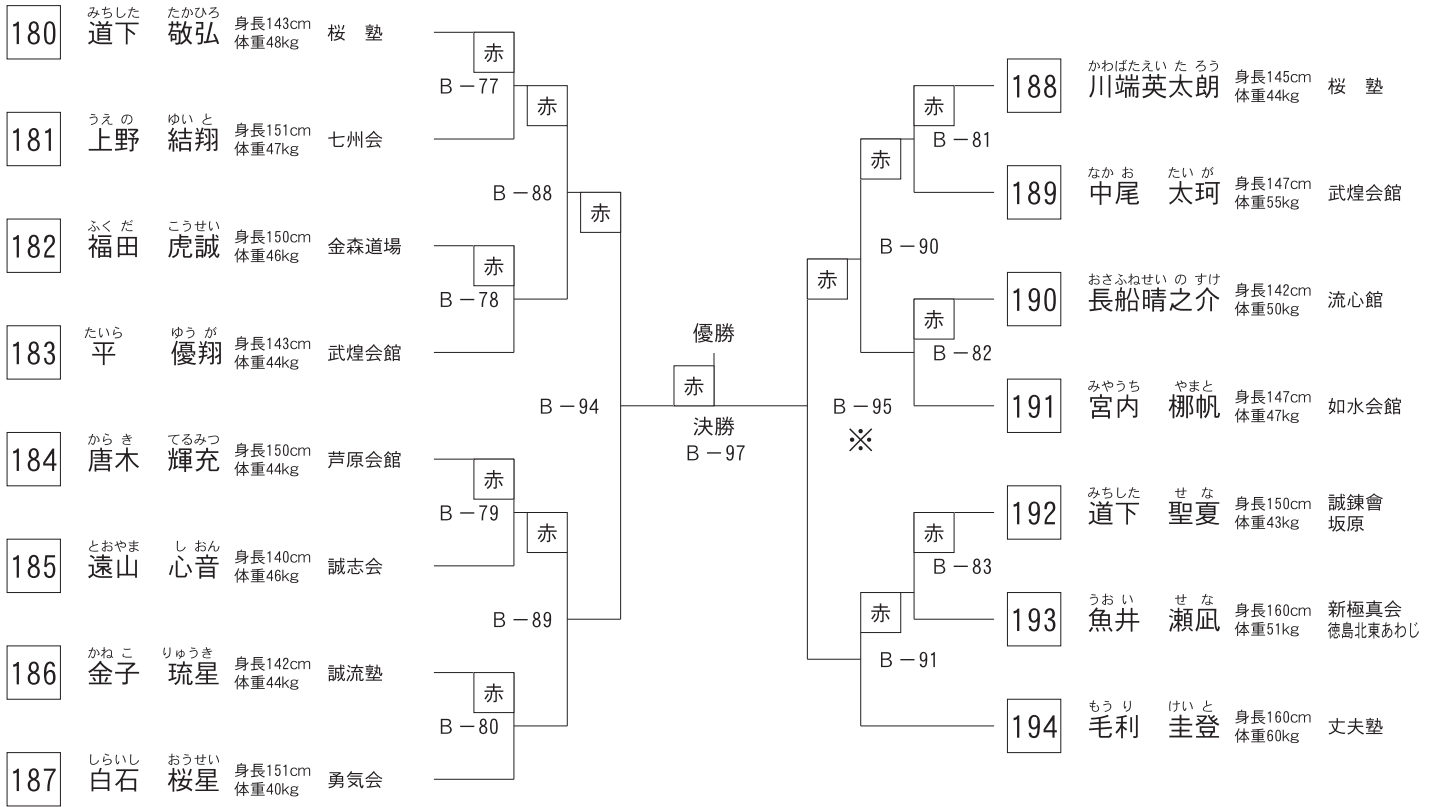 みちした たかひろ
180 道下 敬弘 身長143cm 体重48kg 桜 塾
うえの ゆいと
181 上野 結翔 身長151cm 体重47kg 七州会
ふくだ こうせい
182 福田 虎誠 身長150cm 体重46kg 金森道場
たいら ゆうが
183 平 優翔 身長143cm 体重44kg 武煌会館
からき てるみつ
184 唐木 輝充 身長150cm 体重44kg 芦原会館
とおやま しおん
185 遠山 心音 身長140cm 体重46kg 誠志会
かねこ りゅうき
186 金子 琉星 身長142cm 体重44kg 誠流塾
しらいし おうせい
187 白石 桜星 身長151cm 体重40kg 勇気会
赤
B－77
赤
B－88
赤
B－78
赤
B－94
赤
B－79
赤
B－89
赤
B－80
優勝
赤
決勝
B－97
赤
B－81
赤
B－90
赤
B－82
赤
B－95
※
赤
B－83
赤
B－91
かわばたえいたろう
188 川端英太朗 身長145cm 体重44kg 桜 塾
なかお たいが
189 中尾 太珂 身長147cm 体重55kg 武煌会館
おさふねせいのすけ
190 長船晴之介 身長142cm 体重50kg 流心館
みやうち やまと
191 宮内 梛帆 身長147cm 体重47kg 如水会館
みちした せな
192 道下 聖夏 身長150cm 体重43kg 誠錬會 坂原
うおい せな
193 魚井 瀬凪 身長160cm 体重51kg 新極真会 徳島北東あわじ
もうり けいと
194 毛利 圭登 身長160cm 体重60kg 丈夫塾